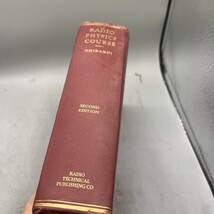 RADIO
PHYSICS
COURSE
GHIRARDI
SECOND
EDITION
RADIO
TECHNICAL
PUBLISHING CO.